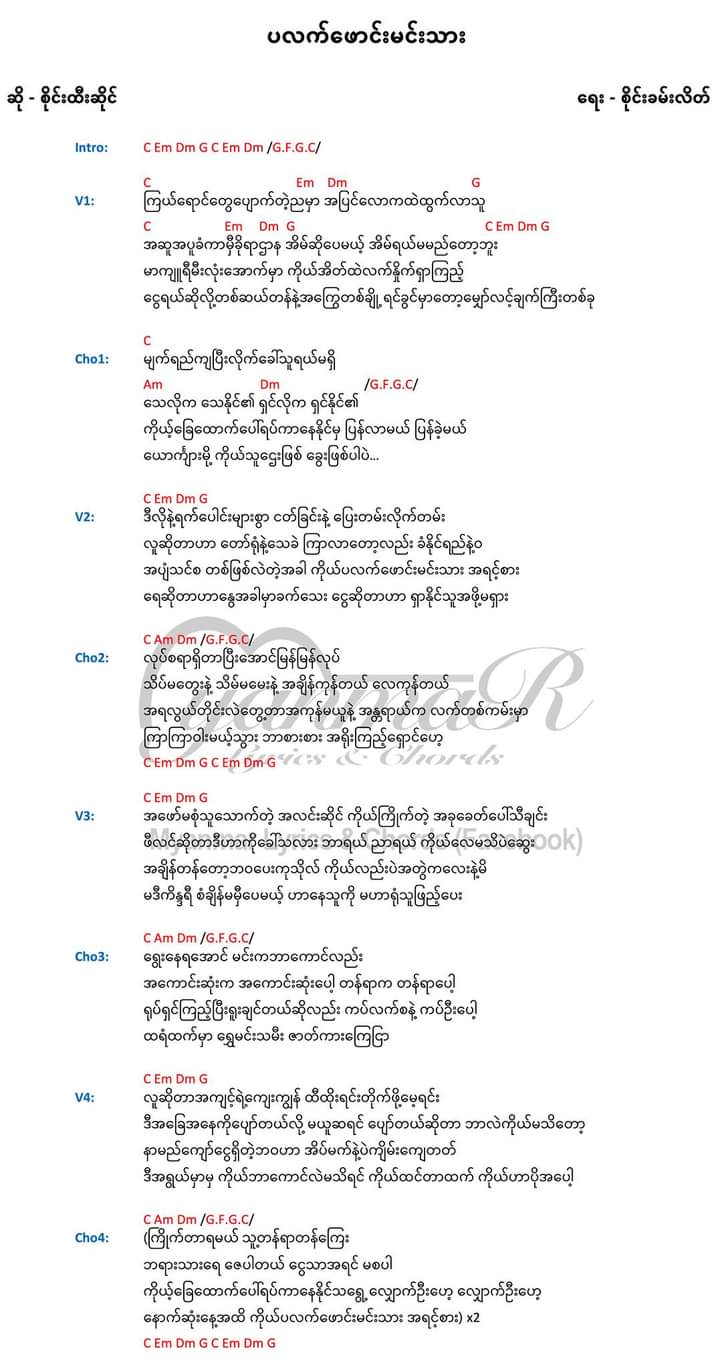 ပလက်ဖောင်းမင်းသား
ဆို - စိုင်းထီးဆိုင်
ရေး - စိုင်းခမ်းလိတ်
Intro: C Em Dm G C Em Dm /G.F.G.C/
C Em Dm G
V1: ကြယ်ရောင်တွေပျောက်တဲ့ညမှာ အပြင်လောကထဲထွက်လာသူ
C Em Dm G C Em Dm G
အဆူအပူခံကာမှီခိုရာဌာန အိမ်ဆိုပေမယ့် အိမ်ရယ်မမည်တော့ဘူး
မာကျူရီမီးလုံးအောက်မှာ ကိုယ်အိတ်ထဲလက်နှိုက်ရှာကြည့်
ငွေရယ်ဆိုလို့တစ်ဆယ်တန်နဲ့အကြွေတစ်ချို့ ရင်ခွင်မှာတော့မျှော်လင့်ချက်ကြီးတစ်ခု
C
Cho1: မျက်ရည်ကျပြီးလိုက်ခေါ်သူရယ်မရှိ
Am Dm /G.F.G.C/
သေလိုက သေနိုင်၏ ရှင်လိုက ရှင်နိုင်၏
ကိုယ့်ခြေထောက်ပေါ်ရပ်ကာနေနိုင်မှ ပြန်လာမယ် ပြန်ခဲ့မယ်
ယောက်ျားမို့ ကိုယ်သူဌေးဖြစ် ခွေးဖြစ်ပါပဲ...
C Em Dm G
V2: ဒီလိုနဲ့ရက်ပေါင်းများစွာ ငတ်ခြင်းနဲ့ ပြေးတမ်းလိုက်တမ်း
လူဆိုတာဟာ တော်ရုံနဲ့သေခဲ ကြာလာတော့လည်း ခံနိုင်ရည်နဲ့ဝ
အပျံသင်စ တစ်ဖြစ်လဲတဲ့အခါ ကိုယ်ပလက်ဖောင်းမင်းသား အရင့်စား
ရေဆိုတာဟာနွေအခါမှာခက်သေး ငွေဆိုတာဟာ ရှာနိုင်သူအဖို့မရှား
C Am Dm /G.F.G.C/
Cho2: လုပ်စရာရှိတာပြီးအောင်မြန်မြန်လုပ်
သိပ်မတွေးနဲ့ သိမ်မမေးနဲ့ အချိန်ကုန်တယ် လေကုန်တယ်
အရလွယ်တိုင်းလဲတွေ့တာအကုန်မယူနဲ့ အန္တရာယ်က လက်တစ်ကမ်းမှာ
ကြာကြာဝါးမယ့်သွား ဘာစားစား အရိုးကြည့်ရှောင်ဟေ့
C Em Dm G C Em Dm G
C Em Dm G
V3: အဖော်မစုံသူသောက်တဲ့ အလင်းဆိုင် ကိုယ်ကြိုက်တဲ့ အခုခေတ်ပေါ်သီချင်း
ဖီလင်ဆိုတာဒီဟာကိုခေါ်သလား ဘာရယ် ညာရယ် ကိုယ်လေမသိပဲဆွေး
အချိန်တန်တော့ဘဝပေးကုသိုလ် ကိုယ်လည်းပဲအတွဲကလေးနဲ့မိ
မဒီကိန္ဒရီ စံချိန်မမှီပေမယ့် ဟာနေသူကို မဟာရုံသူဖြည့်ပေး
C Am Dm /G.F.G.C/
Cho3: ရွေးနေရအောင် မင်းကဘာကောင်လည်း
အကောင်းဆုံးက အကောင်းဆုံးပေါ့ တန်ရာက တန်ရာပေါ့
ရုပ်ရှင်ကြည့်ပြီးရူးချင်တယ်ဆိုလည်း ကပ်လက်စနဲ့ ကပ်ဦးပေါ့
ထရံထက်မှာ ရွှေမင်းသမီး ဇာတ်ကားကြေငြာ
C Em Dm G
V4: လူဆိုတာအကျင့်ရဲ့ကျေးကျွန် ထီထိုးရင်းတိုက်ဖို့မေ့ရင်း
ဒီအခြေအနေကိုပျော်တယ်လို့ မယူဆရင် ပျော်တယ်ဆိုတာ ဘာလဲကိုယ်မသိတော့
နာမည်ကျော်ငွေရှိတဲ့ဘဝဟာ အိပ်မက်နဲ့ပဲကျိမ်းကျေတတ်
ဒီအရွယ်မှာမှ ကိုယ်ဘာကောင်လဲမသိရင် ကိုယ်ထင်တာထက် ကိုယ်ဟာပိုအပေါ့
C Am Dm /G.F.G.C/
Cho4: (ကြိုက်တာရမယ် သူ့တန်ရာတန်ကြေး
ဘရားသားရေ ဇေပါတယ် ငွေသာအရင် မစပါ
ကိုယ့်ခြေထောက်ပေါ်ရပ်ကာနေနိုင်သရွေ့ လျှောက်ဦးဟေ့ လျှောက်ဦးဟေ့
နောက်ဆုံးနေ့အထိ ကိုယ်ပလက်ဖောင်းမင်းသား အရင့်စား) x2
C Em Dm G C Em Dm G
MyanmaR
Lyrics & Chords
Myanmar Lyrics & Chords (Facebook)